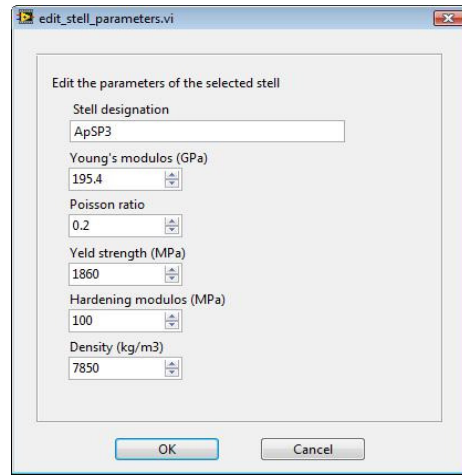 edit_stell_parameters.vi
Edit the parameters of the selected stell
Stell designation
ApSP3
Young's modulos (GPa)
195.4
Poisson ratio
0.2
Yeld strength (MPa)
1860
Hardening modulos (MPa)
100
Density (kg/m3)
7850
OK Cancel